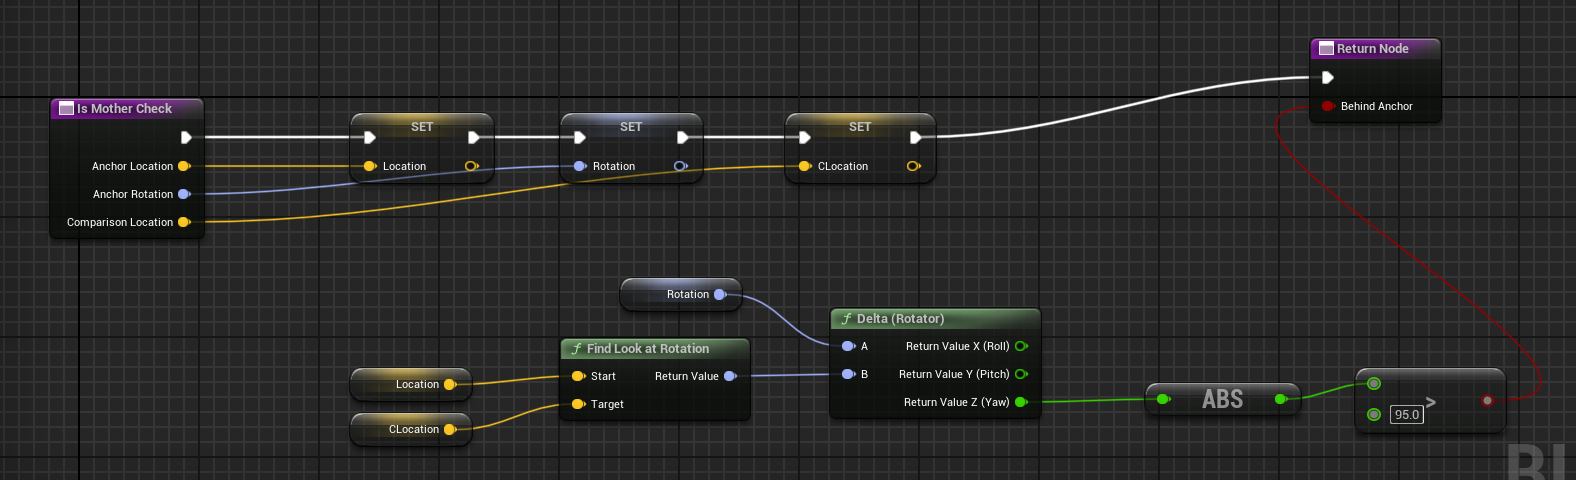 Return Node
Behind Anchor
Is Mother Check
Anchor Location
Anchor Rotation
Comparison Location
SET
Location
SET
Rotation
SET
CLocation
Rotation
Location
CLocation
f Find Look at Rotation
Start Return Value
Target
f Delta (Rotator)
A Return Value X (Roll)
B Return Value Y (Pitch)
Return Value Z (Yaw)
ABS
>
95.0